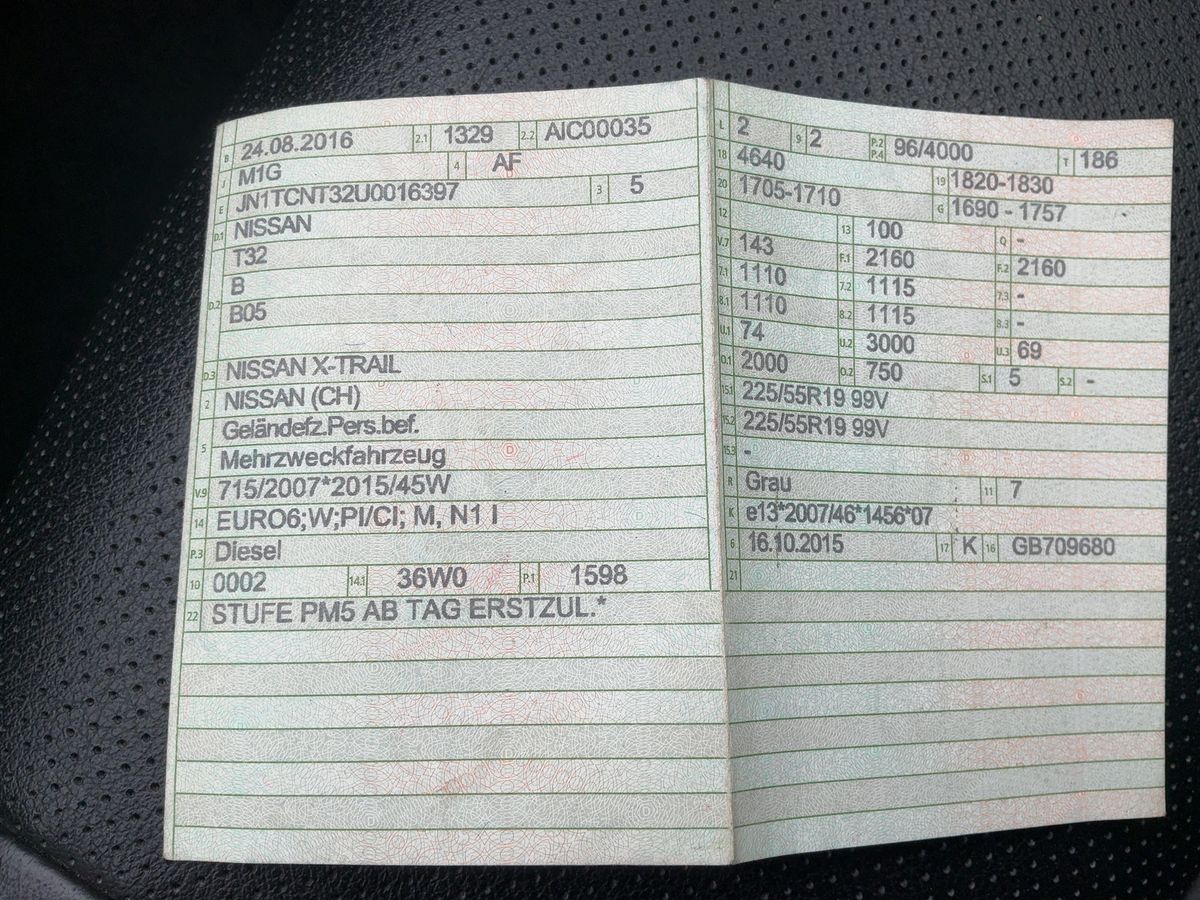 B 24.08.2016 2.1 1329 2.2 AIC00035
J M1G 4 AF
E JN1TCNT32U0016397 3 5
D.1 NISSAN
T32
D.2 B
B05
D.3 NISSAN X-TRAIL
2 NISSAN (CH)
Geländefz.Pers.bef.
5 Mehrzweckfahrzeug
V.9 715/2007*2015/45W
14 EURO6;W;PI/CI; M, N1 I
P.3 Diesel
10 0002 14.1 36W0 P.1 1598
22 STUFE PM5 AB TAG ERSTZUL.*
L 2 9 2 P.2 P.4 96/4000 T 186
18 4640 19 1820-1830
20 1705-1710 G 1690 - 1757
12 13 100 Q -
V.7 143 F.1 2160 F.2 2160
7.1 1110 7.2 1115 7.3 -
8.1 1110 8.2 1115 8.3 -
U.1 74 U.2 3000 U.3 69
O.1 2000 O.2 750 S.1 5 S.2 -
15.1 225/55R19 99V
15.2 225/55R19 99V
15.3 -
R Grau 11 7
K e13*2007/46*1456*07
6 16.10.2015 17 K 16 GB709680
21